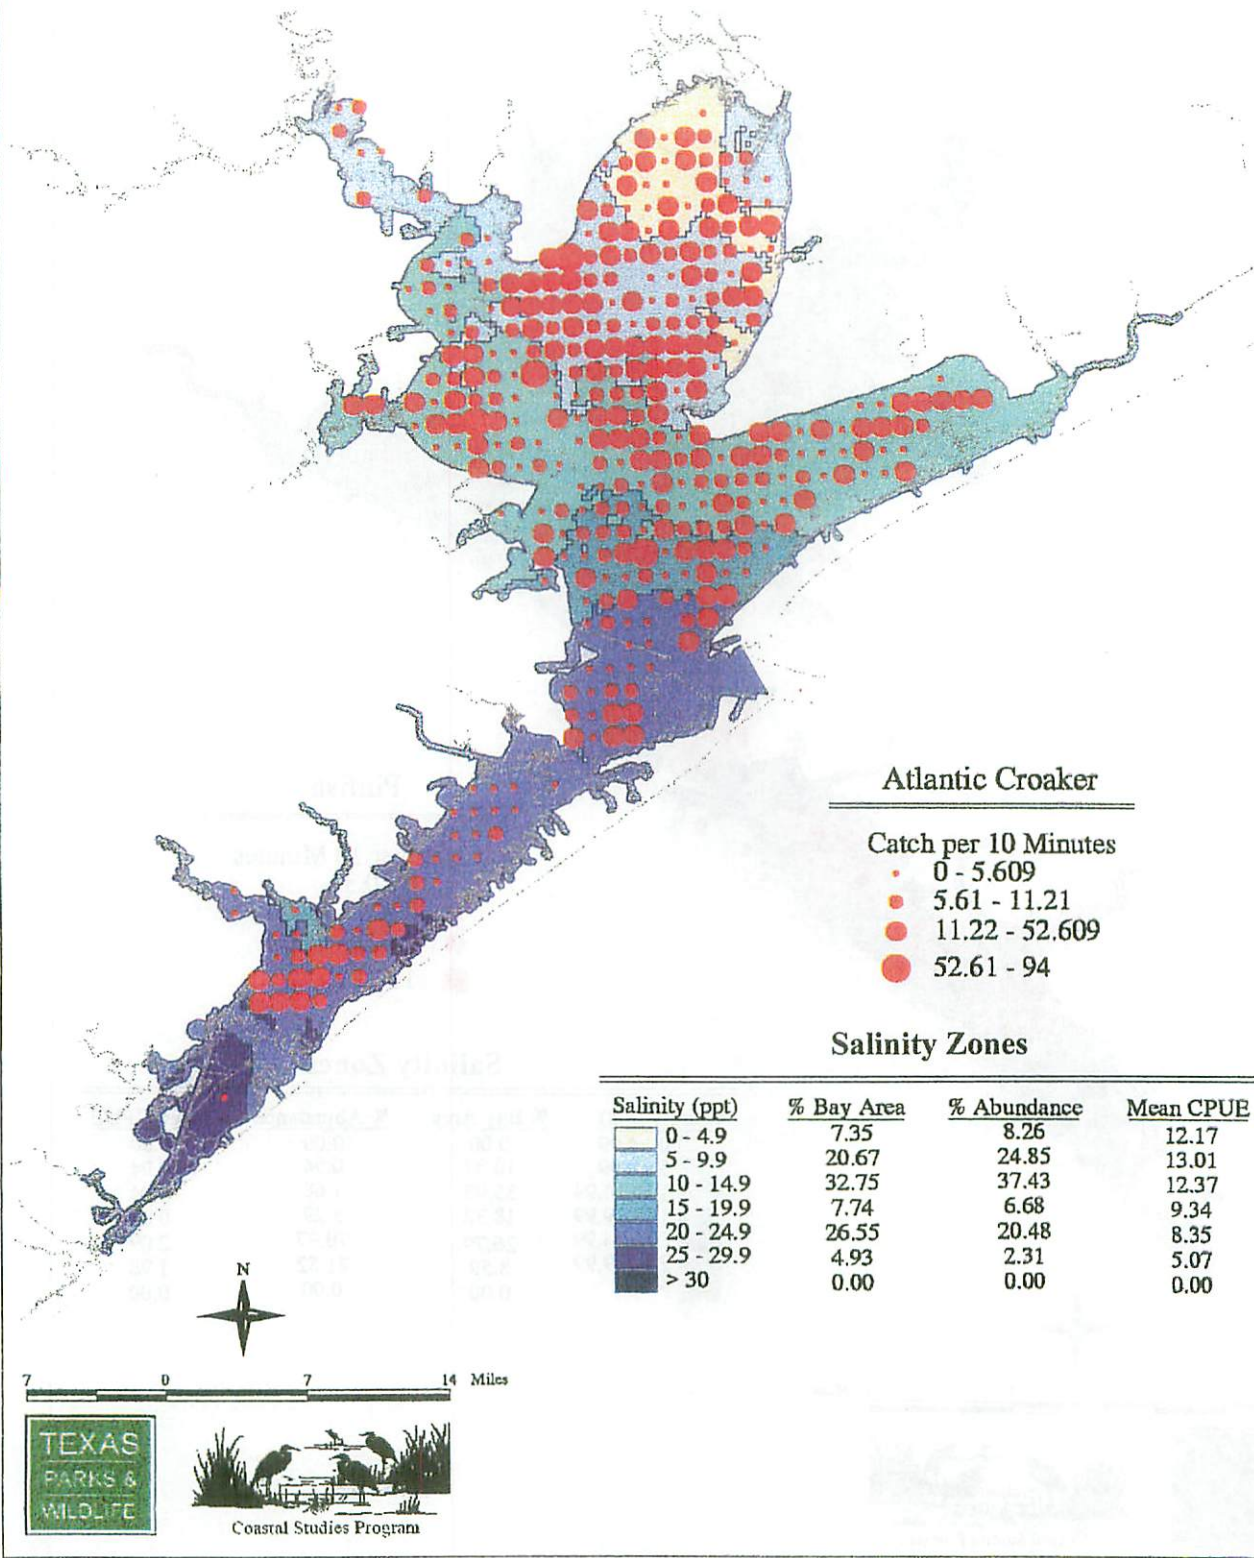 Atlantic Croaker
Catch per 10 Minutes
0 - 5.609
5.61 - 11.21
11.22 - 52.609
52.61 - 94
Salinity Zones
Salinity (ppt) % Bay Area % Abundance Mean CPUE
0 - 4.9 7.35 8.26 12.17
5 - 9.9 20.67 24.85 13.01
10 - 14.9 32.75 37.43 12.37
15 - 19.9 7.74 6.68 9.34
20 - 24.9 26.55 20.48 8.35
25 - 29.9 4.93 2.31 5.07
> 30 0.00 0.00 0.00
N
7 0 7 14 Miles
TEXAS
PARKS &
WILDLIFE
Coastal Studies Program